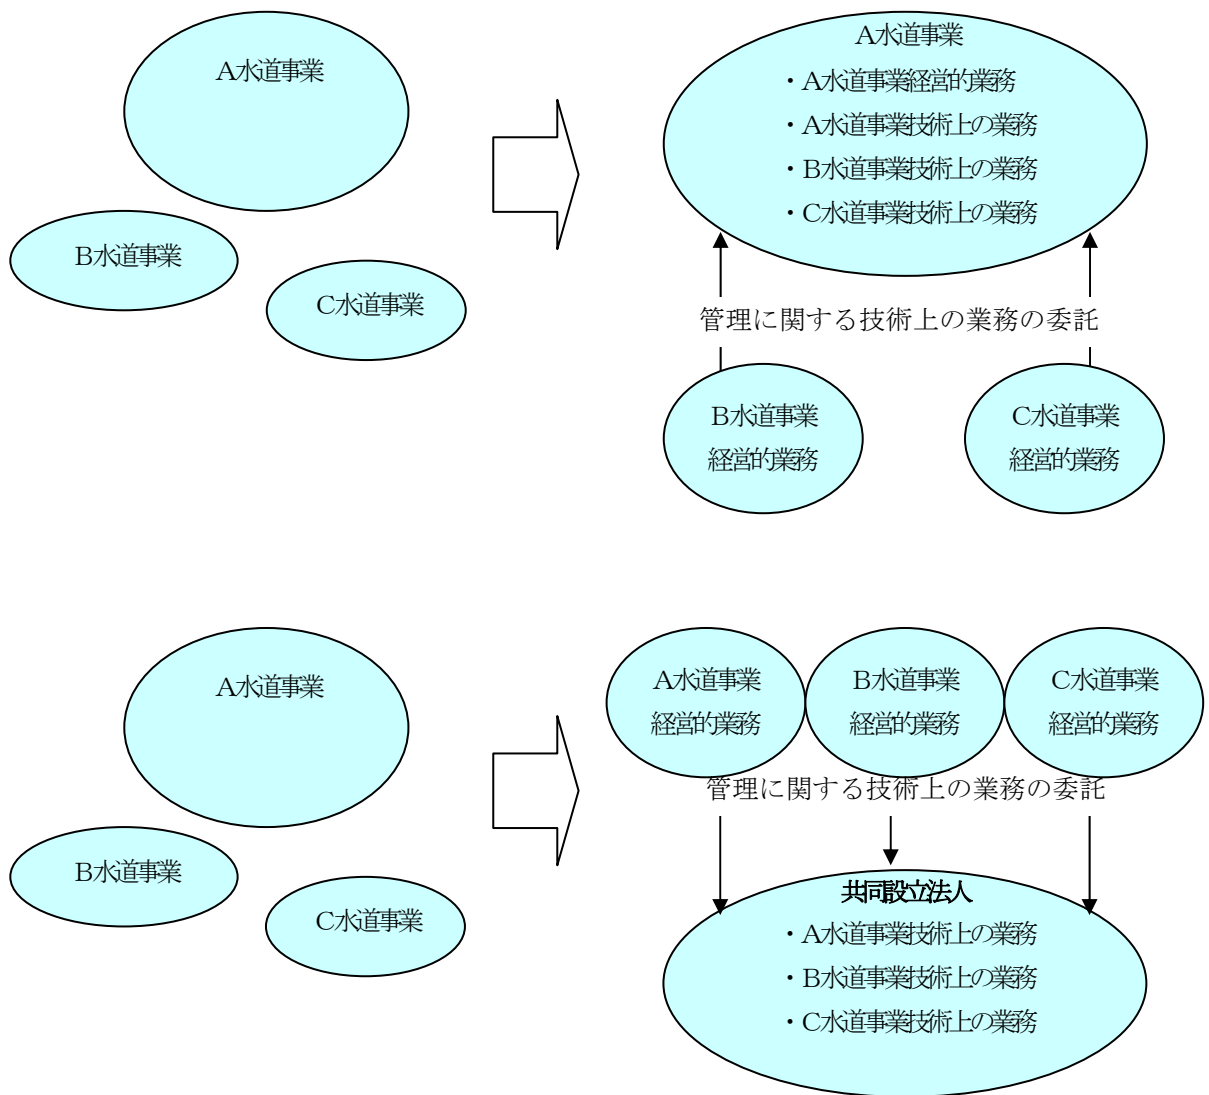 A水道事業
B水道事業
C水道事業
A水道事業
・A水道事業経営的業務
・A水道事業技術上の業務
・B水道事業技術上の業務
・C水道事業技術上の業務
管理に関する技術上の業務の委託
B水道事業
経営的業務
C水道事業
経営的業務
A水道事業
B水道事業
C水道事業
A水道事業
経営的業務
B水道事業
経営的業務
C水道事業
経営的業務
管理に関する技術上の業務の委託
共同設立法人
・A水道事業技術上の業務
・B水道事業技術上の業務
・C水道事業技術上の業務